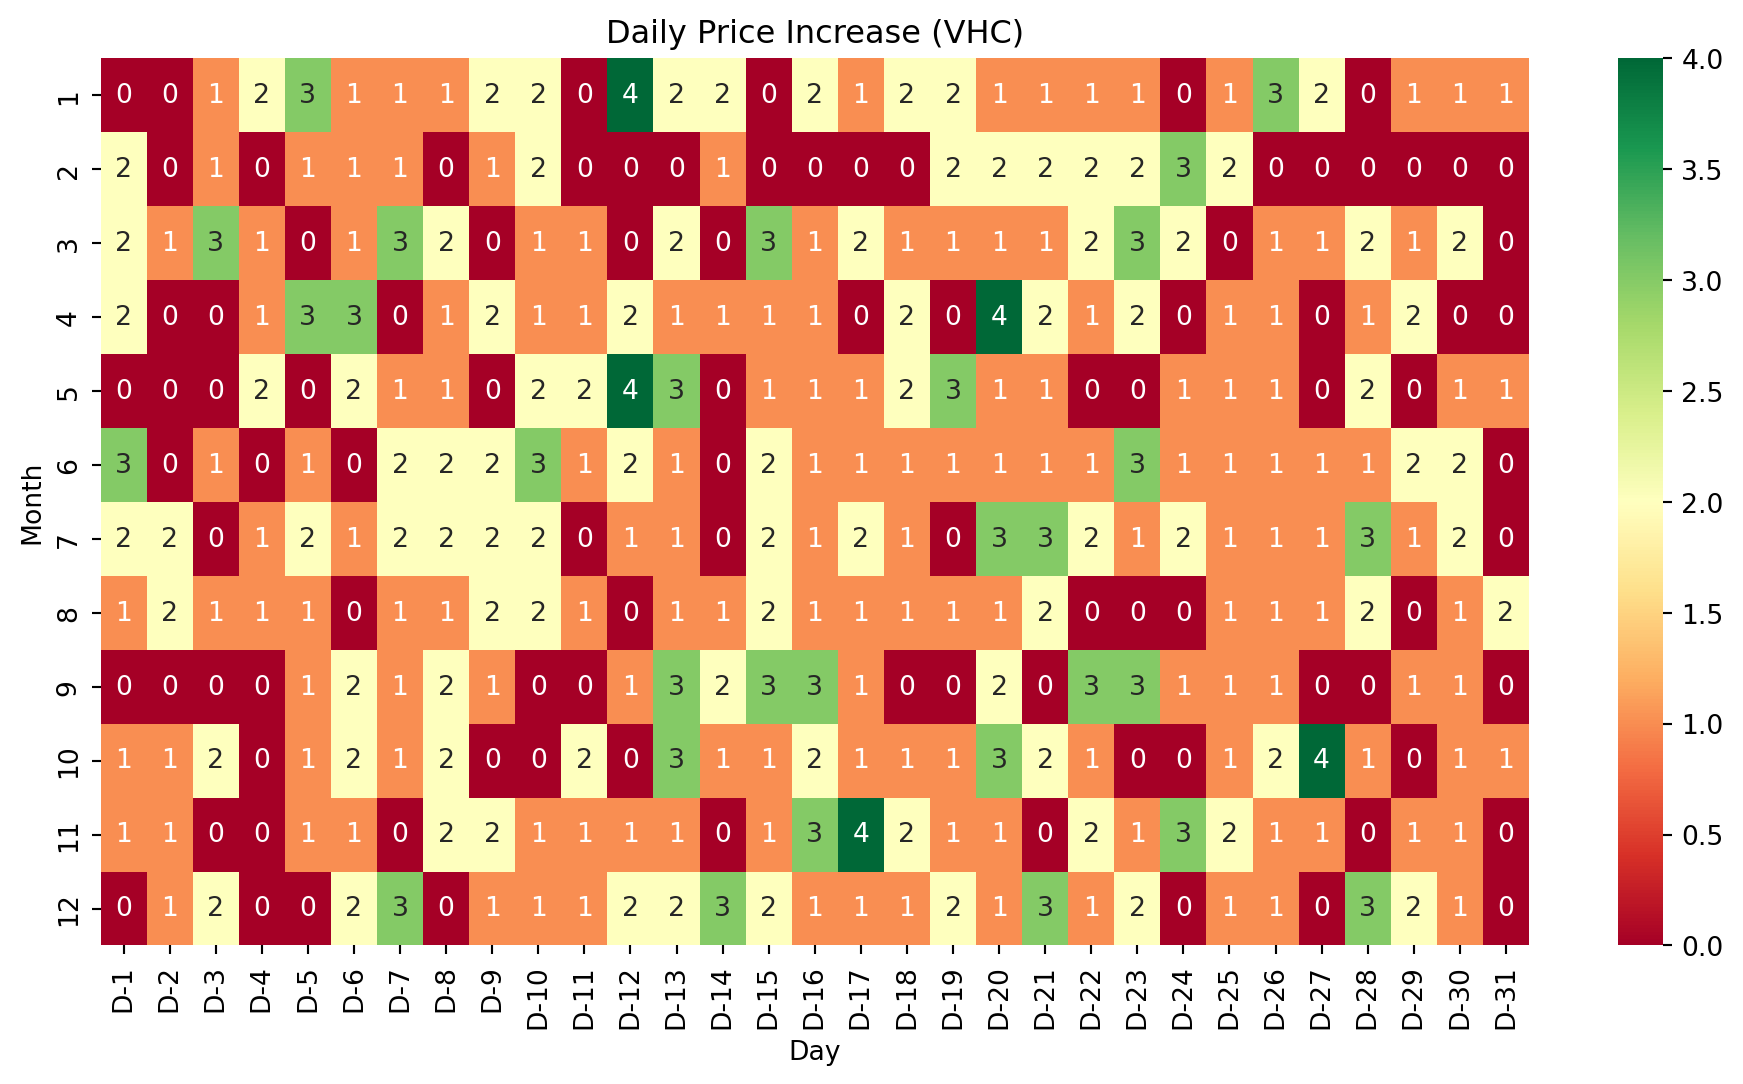 Daily Price Increase (VHC)
1 0 0 1 2 3 1 1 1 2 2 0 4 2 2 0 2 1 2 2 1 1 1 1 0 1 3 2 0 1 1 1
2 2 0 1 0 1 1 1 0 1 2 0 0 0 1 0 0 0 0 2 2 2 2 2 3 2 0 0 0 0 0 0
3 2 1 3 1 0 1 3 2 0 1 1 0 2 0 3 1 2 1 1 1 1 2 3 2 0 1 1 2 1 2 0
4 2 0 0 1 3 3 0 1 2 1 1 2 1 1 1 1 0 2 0 4 2 1 2 0 1 1 0 1 2 0 0
5 0 0 0 2 0 2 1 1 0 2 2 4 3 0 1 1 1 2 3 1 1 0 0 1 1 1 0 2 0 1 1
6 3 0 1 0 1 0 2 2 2 3 1 2 1 0 2 1 1 1 1 1 1 1 3 1 1 1 1 1 2 2 0
7 2 2 0 1 2 1 2 2 2 2 0 1 1 0 2 1 2 1 0 3 3 2 1 2 1 1 1 3 1 2 0
8 1 2 1 1 1 0 1 1 2 2 1 0 1 1 2 1 1 1 1 1 2 0 0 0 1 1 1 2 0 1 2
9 0 0 0 0 1 2 1 2 1 0 0 1 3 2 3 3 1 0 0 2 0 3 3 1 1 1 0 0 1 1 0
10 1 1 2 0 1 2 1 2 0 0 2 0 3 1 1 2 1 1 1 3 2 1 0 0 1 2 4 1 0 1 1
11 1 1 0 0 1 1 0 2 2 1 1 1 1 0 1 3 4 2 1 1 0 2 1 3 2 1 1 0 1 1 0
12 0 1 2 0 0 2 3 0 1 1 1 2 2 3 2 1 1 1 2 1 3 1 2 0 1 1 0 3 2 1 0
Month
D-1 D-2 D-3 D-4 D-5 D-6 D-7 D-8 D-9 D-10 D-11 D-12 D-13 D-14 D-15 D-16 D-17 D-18 D-19 D-20 D-21 D-22 D-23 D-24 D-25 D-26 D-27 D-28 D-29 D-30 D-31
Day
4.0
3.5
3.0
2.5
2.0
1.5
1.0
0.5
0.0